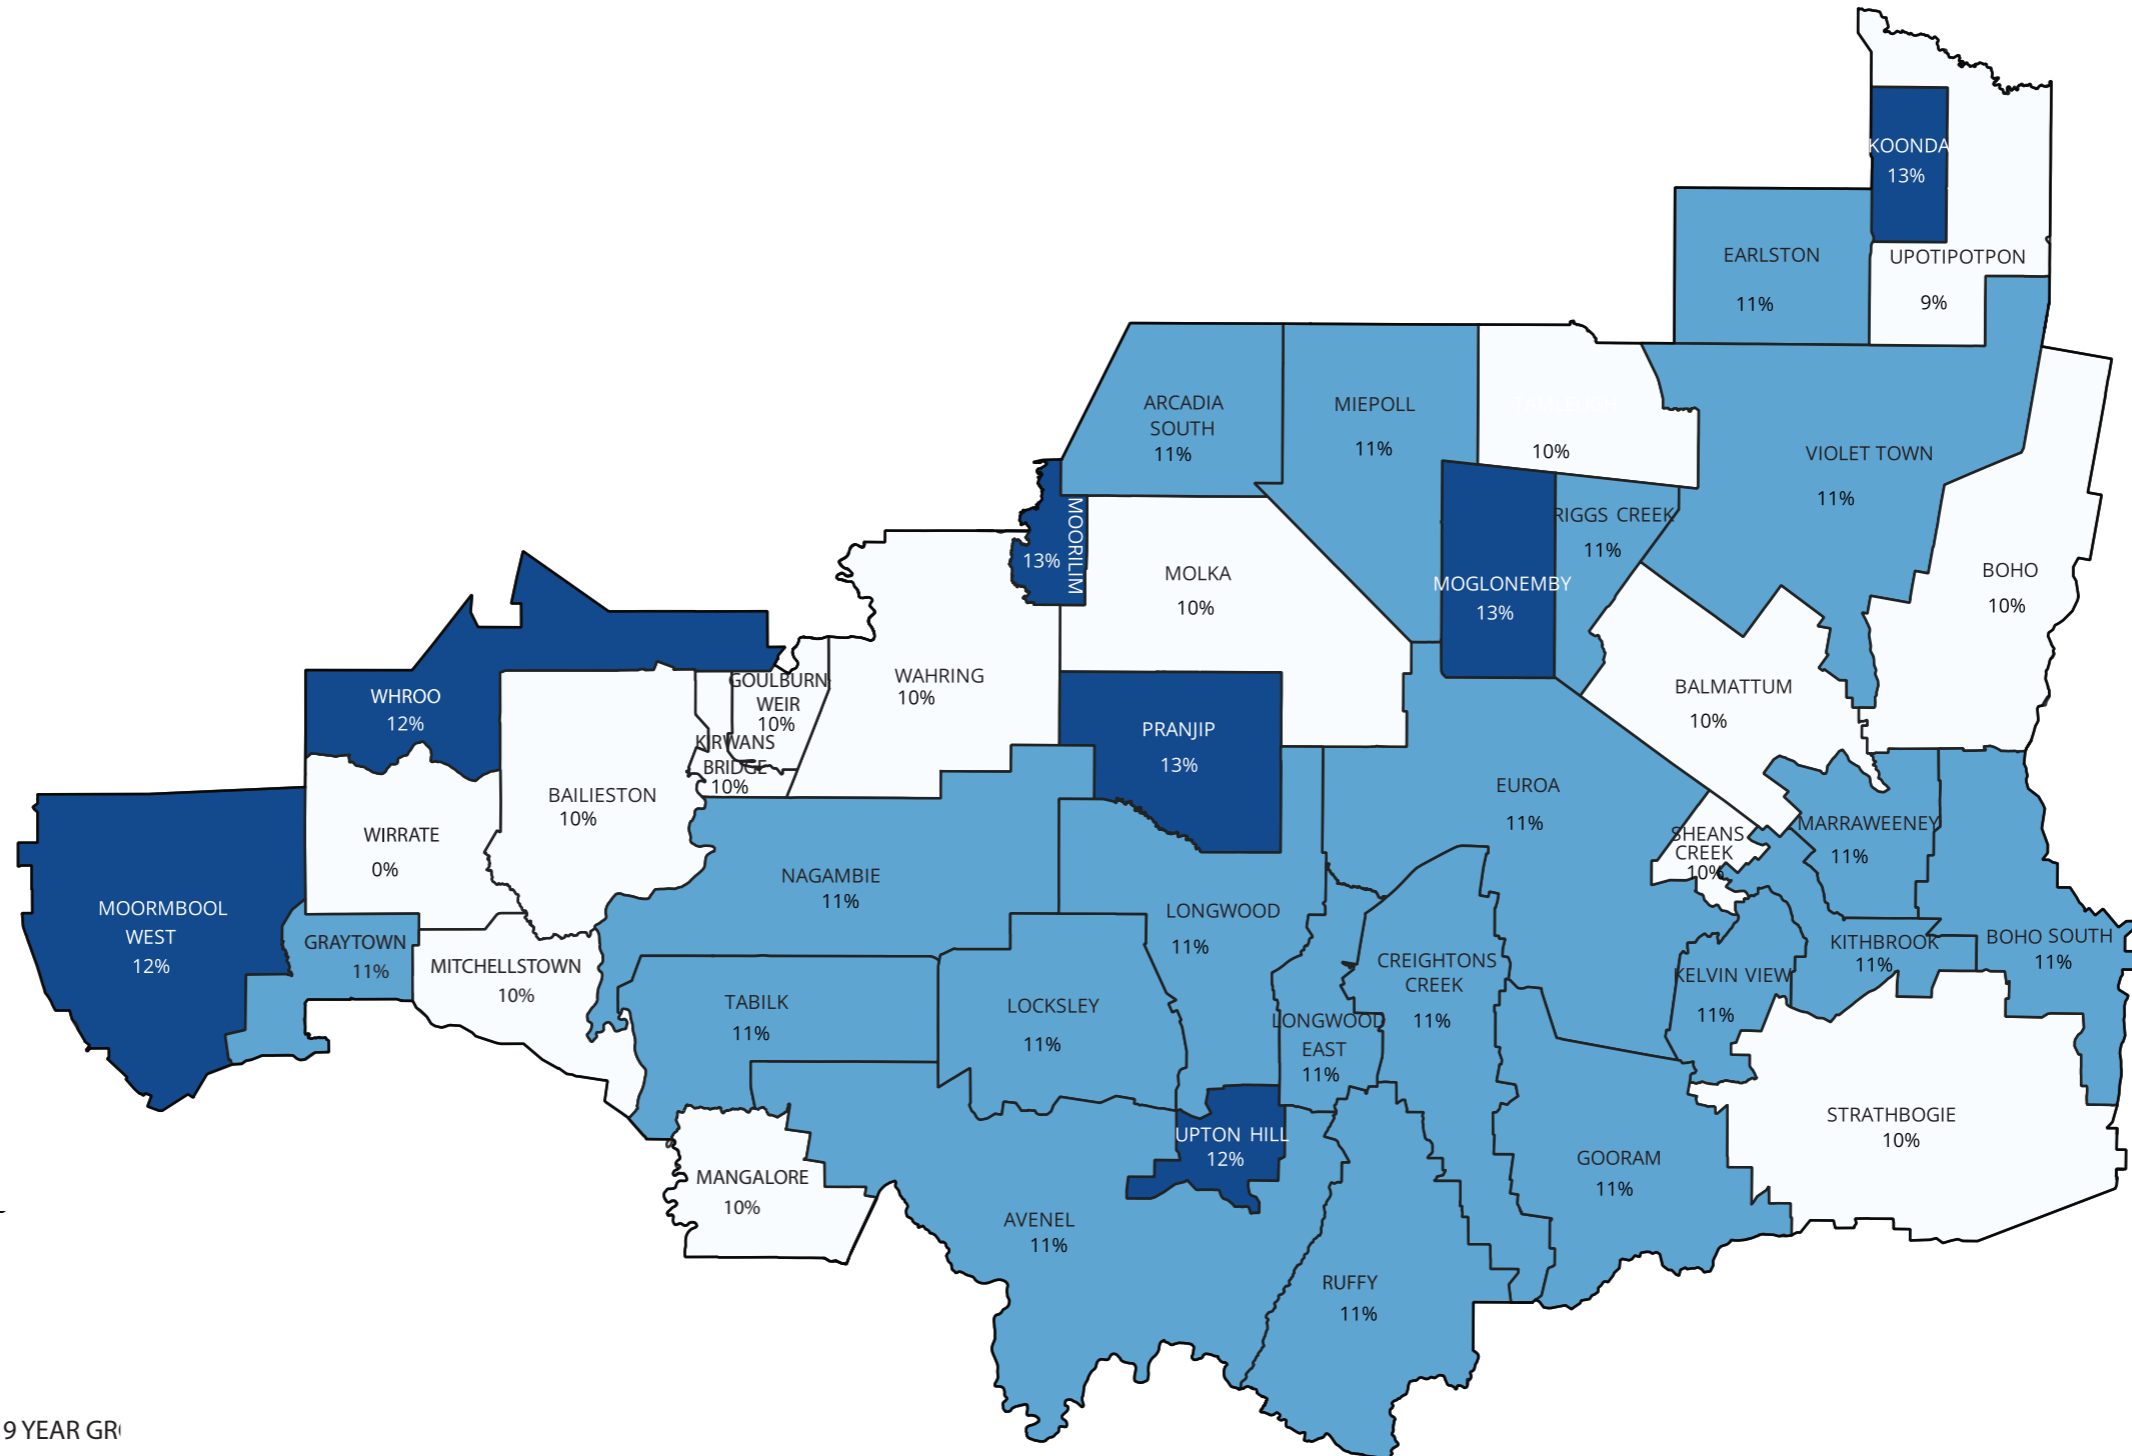 KOONDA
13%
EARLSTON
11%
UPOTIPOTPON
9%
ARCADIA
SOUTH
11%
MIEPOLL
11%
10%
VIOLET TOWN
11%
RIGGS CREEK
11%
MOORILIM
13%
MOLKA
10%
MOGLONEMBY
13%
BOHO
10%
WHROO
12%
GOULBURN
WEIR
10%
WAHRING
10%
BALMATTUM
10%
PRANJIP
13%
KIRWANS
BRIDGE
10%
BAILIESTON
10%
EUROA
11%
WIRRATE
0%
SHEANS
CREEK
10%
MARRAWEENEY
11%
NAGAMBIE
11%
MOORMBOOL
WEST
12%
LONGWOOD
11%
GRAYTOWN
11%
MITCHELLSTOWN
10%
KITHBROOK
11%
BOHO SOUTH
11%
CREIGHTONS
CREEK
11%
KELVIN VIEW
11%
TABILK
11%
LOCKSLEY
11%
LONGWOOD
EAST
11%
STRATHBOGIE
10%
UPTON HILL
12%
GOORAM
11%
MANGALORE
10%
AVENEL
11%
RUFFY
11%
9 YEAR GR